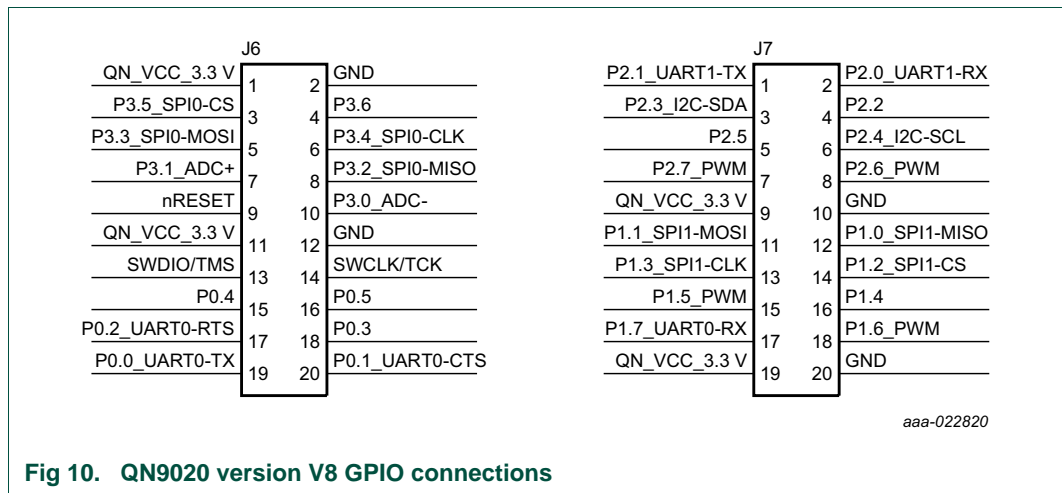 J6
QN_VCC_3.3 V 1 2 GND
P3.5_SPI0-CS 3 4 P3.6
P3.3_SPI0-MOSI 5 6 P3.4_SPI0-CLK
P3.1_ADC+ 7 8 P3.2_SPI0-MISO
nRESET 9 10 P3.0_ADC-
QN_VCC_3.3 V 11 12 GND
SWDIO/TMS 13 14 SWCLK/TCK
P0.4 15 16 P0.5
P0.2_UART0-RTS 17 18 P0.3
P0.0_UART0-TX 19 20 P0.1_UART0-CTS
J7
P2.1_UART1-TX 1 2 P2.0_UART1-RX
P2.3_I2C-SDA 3 4 P2.2
P2.5 5 6 P2.4_I2C-SCL
P2.7_PWM 7 8 P2.6_PWM
QN_VCC_3.3 V 9 10 GND
P1.1_SPI1-MOSI 11 12 P1.0_SPI1-MISO
P1.3_SPI1-CLK 13 14 P1.2_SPI1-CS
P1.5_PWM 15 16 P1.4
P1.7_UART0-RX 17 18 P1.6_PWM
QN_VCC_3.3 V 19 20 GND
aaa-022820
Fig 10. QN9020 version V8 GPIO connections